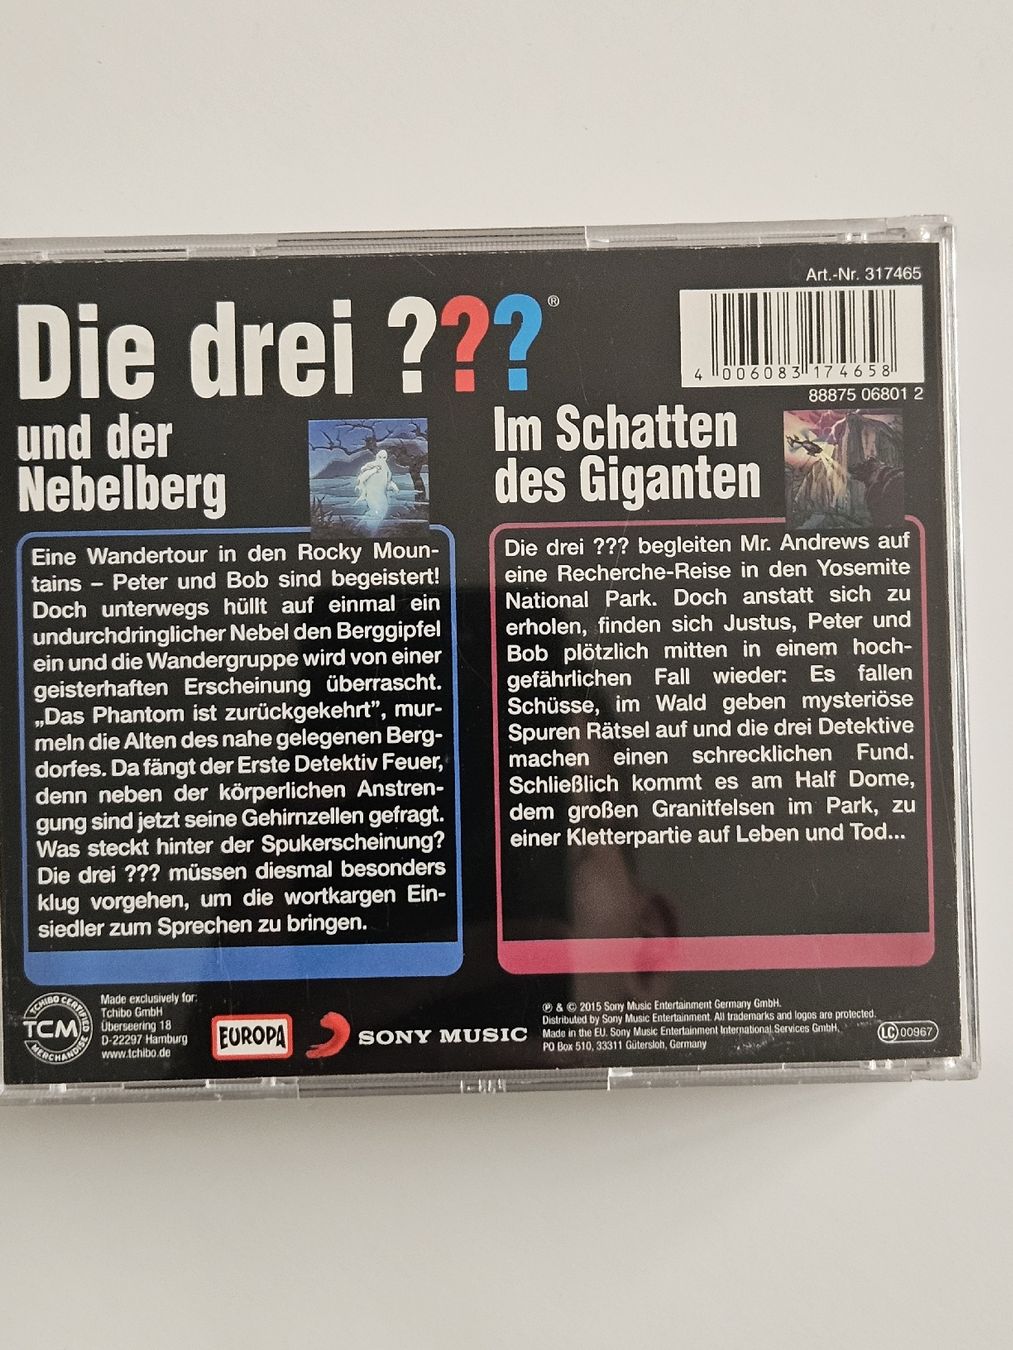 Art.-Nr. 317465
4 006083 174658
88875 06801 2
Die drei ???®
und der
Nebelberg
Eine Wandertour in den Rocky Moun-
tains – Peter und Bob sind begeistert!
Doch unterwegs hüllt auf einmal ein
undurchdringlicher Nebel den Berggipfel
ein und die Wandergruppe wird von einer
geisterhaften Erscheinung überrascht.
„Das Phantom ist zurückgekehrt”, mur-
meln die Alten des nahe gelegenen Berg-
dorfes. Da fängt der Erste Detektiv Feuer,
denn neben der körperlichen Anstren-
gung sind jetzt seine Gehirnzellen gefragt.
Was steckt hinter der Spukerscheinung?
Die drei ??? müssen diesmal besonders
klug vorgehen, um die wortkargen Ein-
siedler zum Sprechen zu bringen.
Im Schatten
des Giganten
Die drei ??? begleiten Mr. Andrews auf
eine Recherche-Reise in den Yosemite
National Park. Doch anstatt sich zu
erholen, finden sich Justus, Peter und
Bob plötzlich mitten in einem hoch-
gefährlichen Fall wieder: Es fallen
Schüsse, im Wald geben mysteriöse
Spuren Rätsel auf und die drei Detektive
machen einen schrecklichen Fund.
Schließlich kommt es am Half Dome,
dem großen Granitfelsen im Park, zu
einer Kletterpartie auf Leben und Tod...
TCHIBO CERTIFIED
TCM
MERCHANDISE
Made exclusively for:
Tchibo GmbH
Überseering 18
D-22297 Hamburg
www.tchibo.de
EUROPA
SONY MUSIC
℗ & © 2015 Sony Music Entertainment Germany GmbH.
Distributed by Sony Music Entertainment. All trademarks and logos are protected.
Made in the EU. Sony Music Entertainment International Services GmbH,
PO Box 510, 33311 Gütersloh, Germany
LC 00967